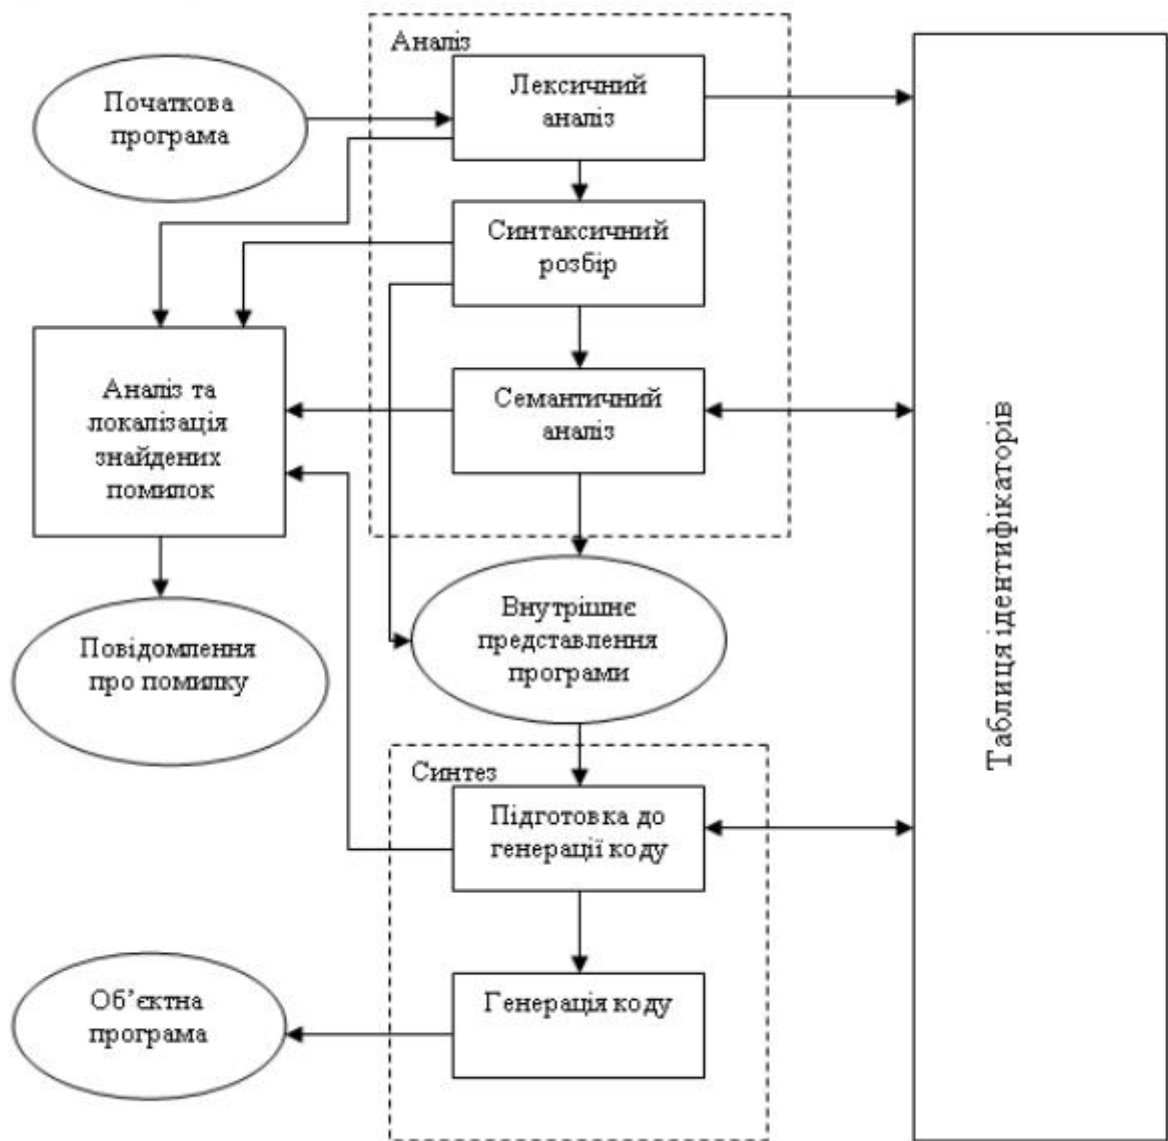 Аналіз
Лексичний
аналіз
Початкова
програма
Синтаксичний
розбір
Аналіз та
локалізація
знайдених
помилок
Семантичний
аналіз
Таблиця ідентифікаторів
Внутрішнє
представлення
програми
Повідомлення
про помилку
Синтез
Підготовка до
генерації коду
Об’єктна
програма
Генерація коду